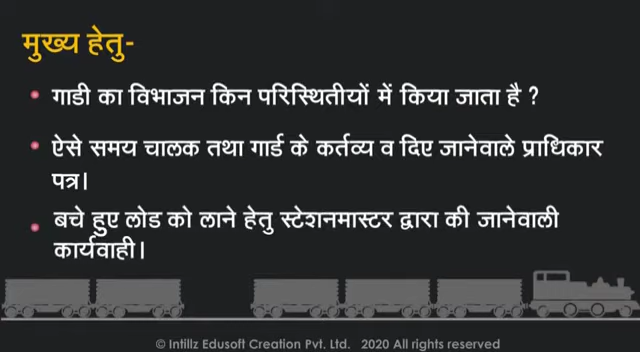 मुख्य हेतु-
गाडी का विभाजन किन परिस्थितीयों में किया जाता है ?
ऐसे समय चालक तथा गार्ड के कर्तव्य व दिए जानेवाले प्राधिकार
पत्र।
बचे हुए लोड को लाने हेतु स्टेशनमास्टर द्वारा की जानेवाली
कार्यवाही।
© Intillz Edusoft Creation Pvt. Ltd. 2020 All rights reserved